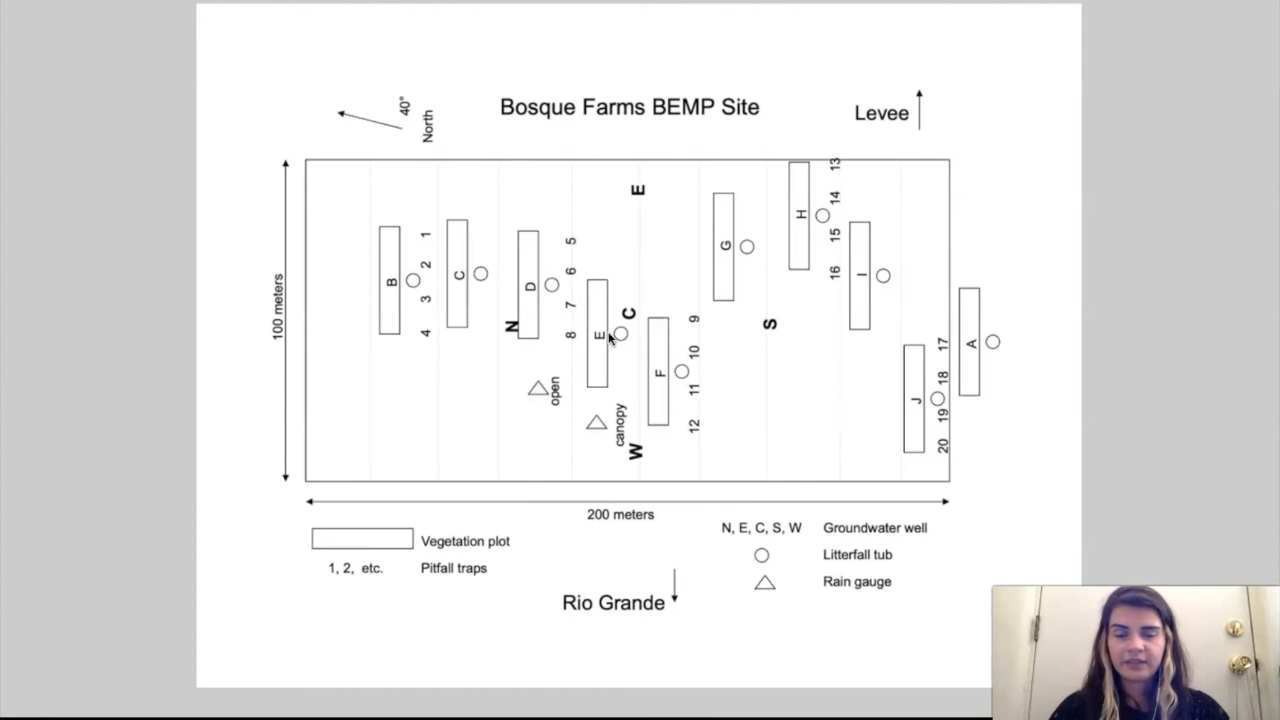 Bosque Farms BEMP Site
40°
North
Levee
100 meters
B
1
2
3
4
C
N
D
open
5
6
7
8
E
canopy
E
C
W
F
9
10
11
12
G
S
H
13
14
15
16
I
J
17
18
19
20
A
200 meters
Vegetation plot
1, 2, etc. Pitfall traps
N, E, C, S, W Groundwater well
Litterfall tub
Rain gauge
Rio Grande